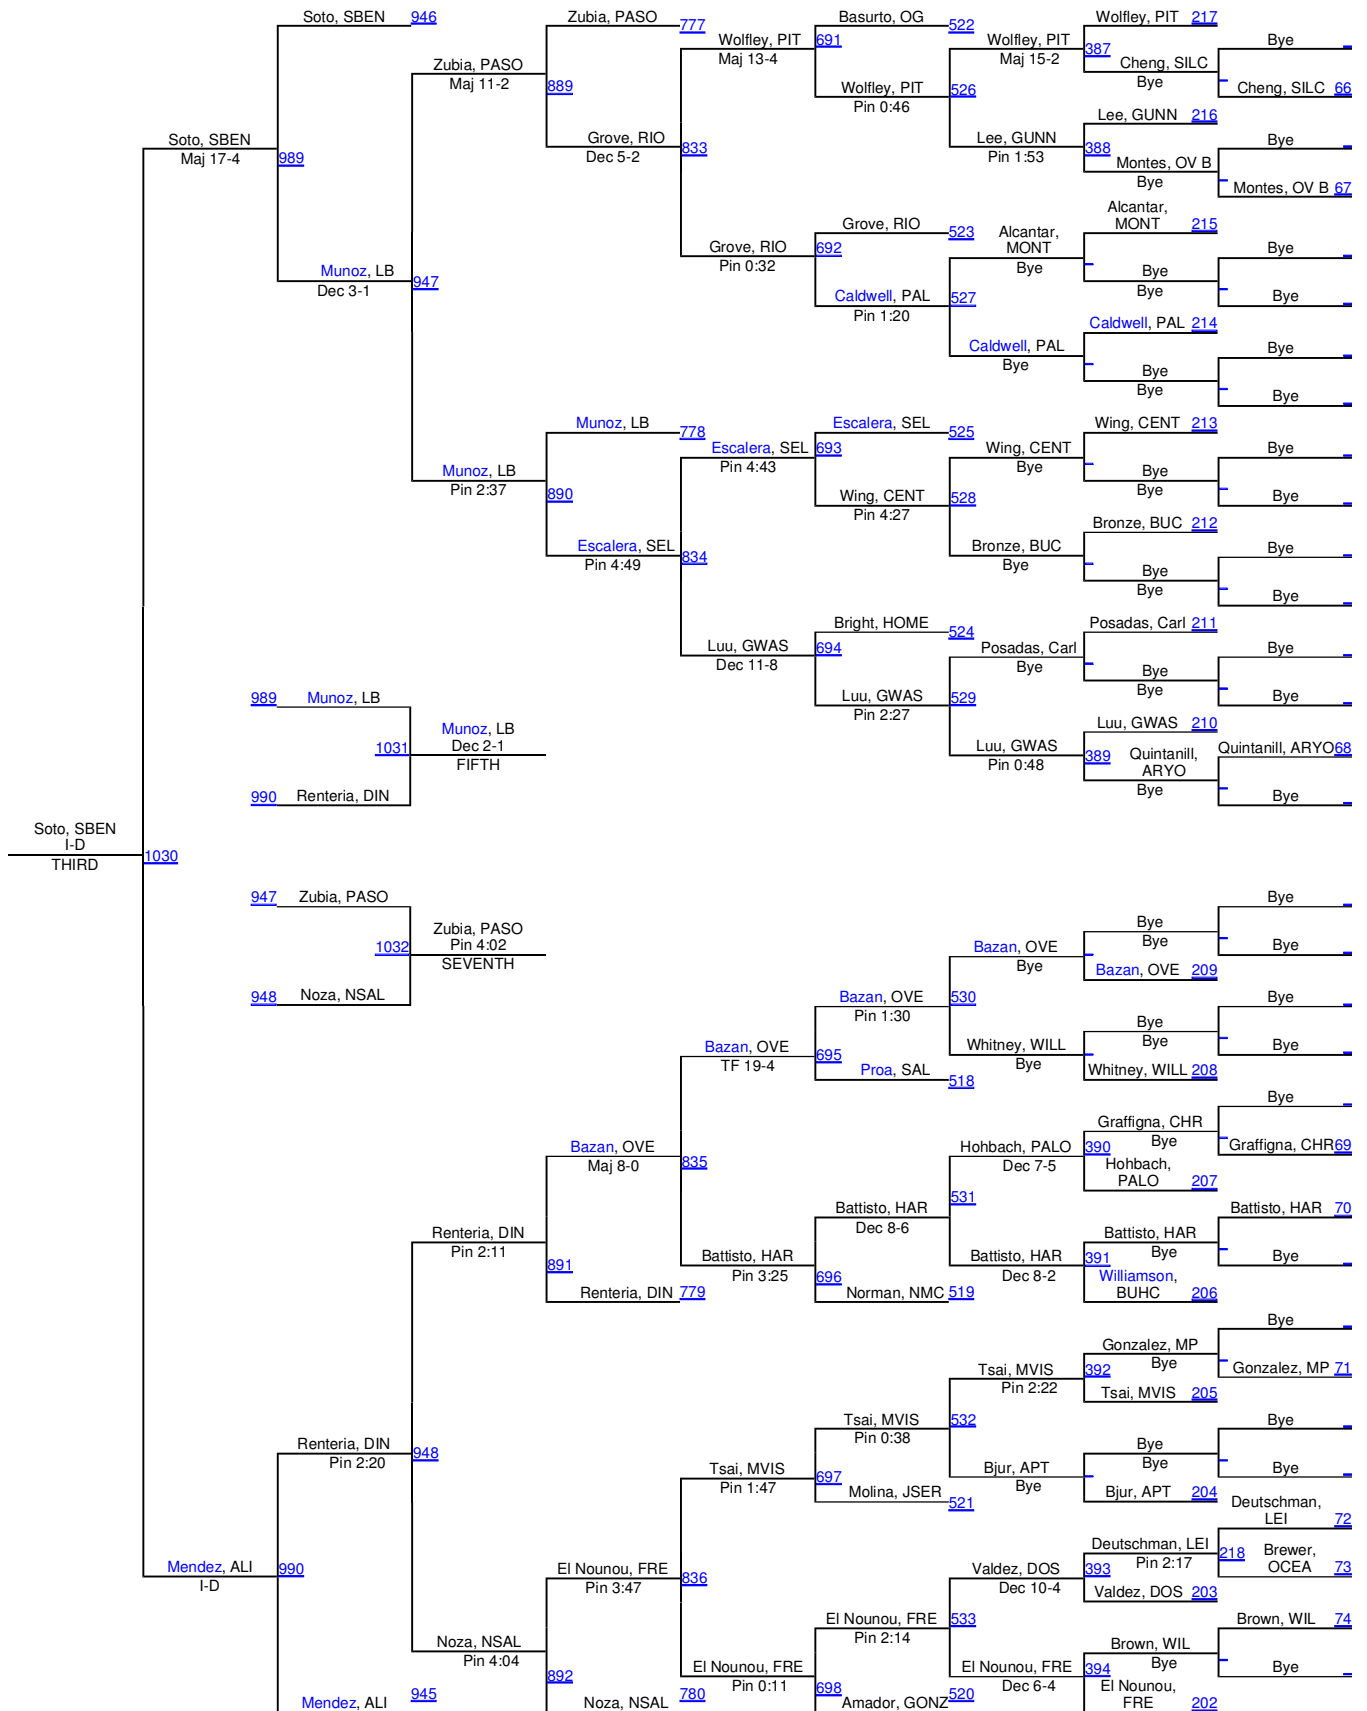 Soto, SBEN 946
Zubia, PASO 777
Basurto, OG 522
Wolfley, PIT 217
Wolfley, PIT 691
Maj 13-4
Wolfley, PIT 387
Maj 15-2
Bye
Cheng, SILC
Bye
Cheng, SILC 66
Zubia, PASO
Maj 11-2
889
Wolfley, PIT 526
Pin 0:46
Lee, GUNN 216
Soto, SBEN
Maj 17-4
989
Grove, RIO 833
Dec 5-2
Lee, GUNN 388
Pin 1:53
Bye
Montes, OV B
Bye
Montes, OV B 67
Alcantar,
MONT 215
Grove, RIO 523
Alcantar,
MONT
Bye
Grove, RIO 692
Pin 0:32
Bye
Bye
Bye
Bye
Munoz, LB 947
Dec 3-1
Caldwell, PAL 527
Pin 1:20
Caldwell, PAL 214
Caldwell, PAL
Bye
Bye
Bye
Bye
Bye
Munoz, LB 778
Escalera, SEL 525
Wing, CENT 213
Escalera, SEL 693
Pin 4:43
Wing, CENT
Bye
Bye
Munoz, LB
Pin 2:37
890
Bye
Bye
Bye
Wing, CENT 528
Pin 4:27
Bronze, BUC 212
Escalera, SEL 834
Pin 4:49
Bronze, BUC
Bye
Bye
Bye
Bye
Bye
Bright, HOME 524
Posadas, Carl 211
Luu, GWAS 694
Dec 11-8
Posadas, Carl
Bye
Bye
Bye
Bye
Bye
989 Munoz, LB
Luu, GWAS 529
Pin 2:27
Luu, GWAS 210
1031
Munoz, LB
Dec 2-1
FIFTH
Luu, GWAS 389
Pin 0:48
Quintanill,
ARYO
Bye
Quintanill, ARYO68
990 Renteria, DIN
Bye
Soto, SBEN
I-D
THIRD
1030
947 Zubia, PASO
Bye
1032
Zubia, PASO
Pin 4:02
SEVENTH
Bazan, OVE
Bye
Bye
Bye
Bye
Bazan, OVE 209
948 Noza, NSAL
Bazan, OVE 530
Pin 1:30
Bye
Bazan, OVE 695
TF 19-4
Whitney, WILL
Bye
Bye
Bye
Bye
Proa, SAL 518
Whitney, WILL 208
Bye
Bazan, OVE 835
Maj 8-0
Hohbach, PALO 390
Dec 7-5
Graffigna, CHR
Bye
Graffigna, CHR69
Hohbach,
PALO 207
531
Renteria, DIN
Pin 2:11
891
Battisto, HAR
Dec 8-6
Battisto, HAR 70
Battisto, HAR
Pin 3:25
696
Battisto, HAR 391
Dec 8-2
Battisto, HAR
Bye
Bye
Renteria, DIN 779
Norman, NMC 519
Williamson,
BUHC 206
Bye
Tsai, MVIS 392
Pin 2:22
Gonzalez, MP
Bye
Gonzalez, MP 71
Tsai, MVIS 205
Renteria, DIN 948
Pin 2:20
Tsai, MVIS 532
Pin 0:38
Bye
Tsai, MVIS 697
Pin 1:47
Bjur, APT
Bye
Bye
Bye
Bye
Molina, JSER 521
Bjur, APT 204
Deutschman,
LEI 72
Mendez, ALI 990
I-D
El Nounou, FRE 836
Pin 3:47
Valdez, DOS 393
Dec 10-4
Deutschman, LEI 218
Pin 2:17
Brewer,
OCEA 73
Valdez, DOS 203
Noza, NSAL
Pin 4:04
892
El Nounou, FRE 533
Pin 2:14
Brown, WIL 74
El Nounou, FRE
Pin 0:11
698
El Nounou, FRE 394
Dec 6-4
Brown, WIL
Bye
Bye
Mendez, ALI 945
Noza, NSAL 780
Amador, GONZ 520
El Nounou,
FRE 202